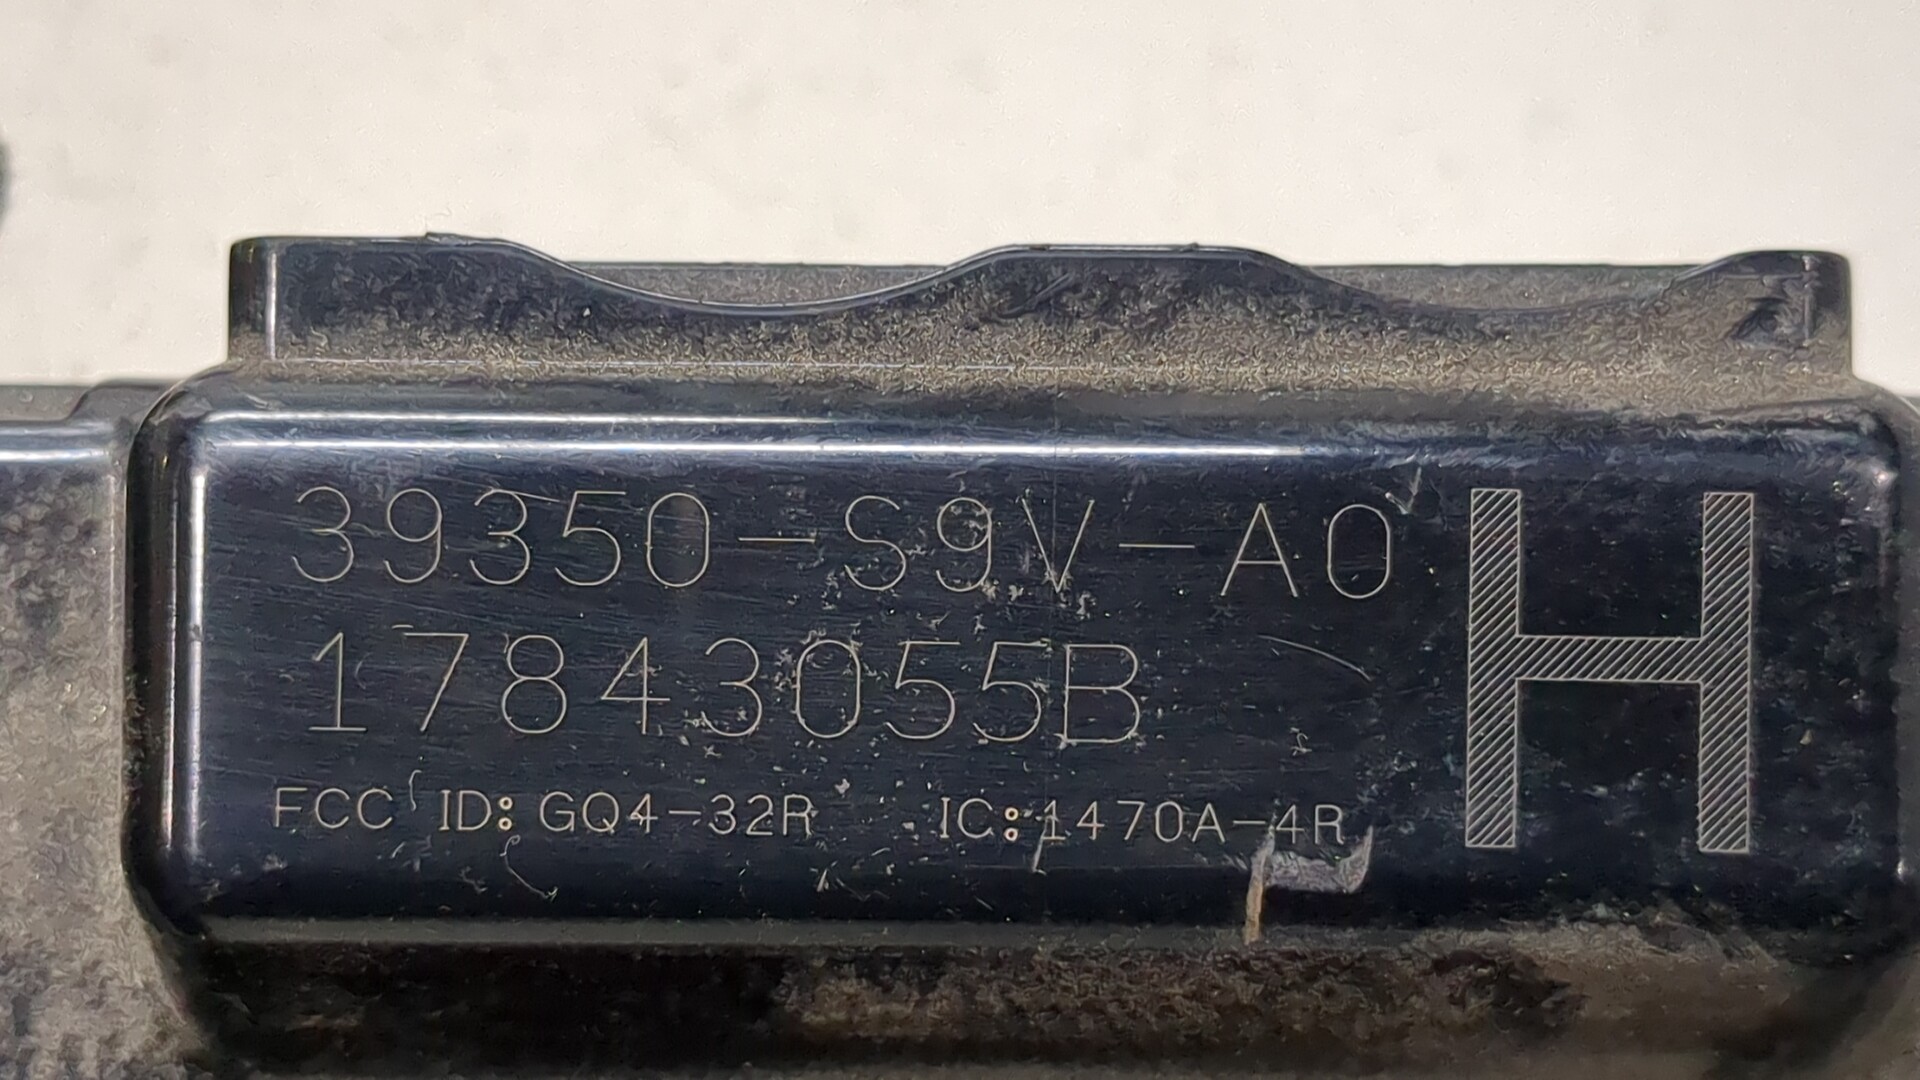 39350-S9V-A0 H
17843055B
FCC ID: GQ4-32R IC: 1470A-4R